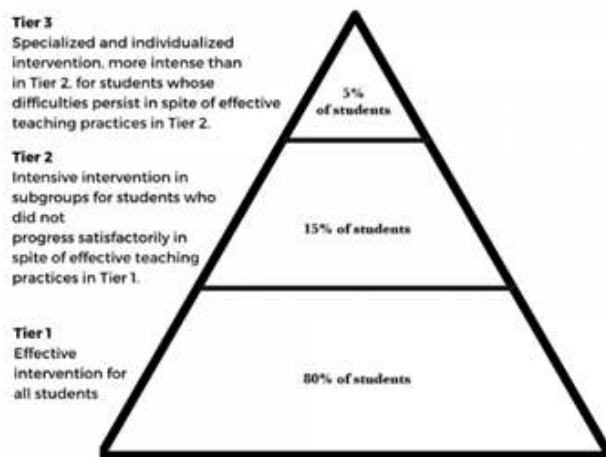 Tier 3
Specialized and individualized
intervention. more intense than
in Tier 2. for students whose
difficulties persist in spite of effective
teaching practices in Tier 2.
5%
of students
Tier 2
Intensive intervention in
subgroups for students who
did not
progress satisfactorily in
spite of effective teaching
practices in Tier 1.
15% of students
Tier 1
Effective
intervention for
all students
80% of students